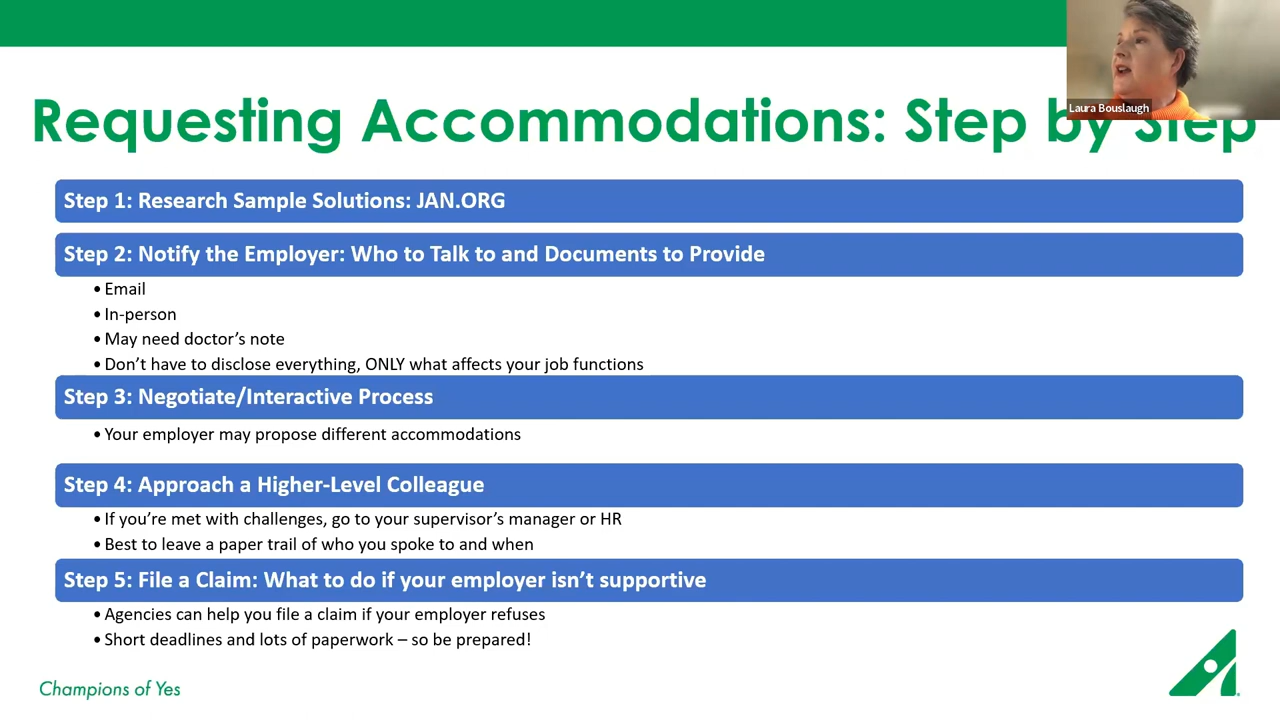 Laura Bouslaugh
Requesting Accommodations: Step by Step
Step 1: Research Sample Solutions: JAN.ORG
Step 2: Notify the Employer: Who to Talk to and Documents to Provide
• Email
• In-person
• May need doctor’s note
• Don’t have to disclose everything, ONLY what affects your job functions
Step 3: Negotiate/Interactive Process
• Your employer may propose different accommodations
Step 4: Approach a Higher-Level Colleague
• If you’re met with challenges, go to your supervisor’s manager or HR
• Best to leave a paper trail of who you spoke to and when
Step 5: File a Claim: What to do if your employer isn’t supportive
• Agencies can help you file a claim if your employer refuses
• Short deadlines and lots of paperwork – so be prepared!
Champions of Yes